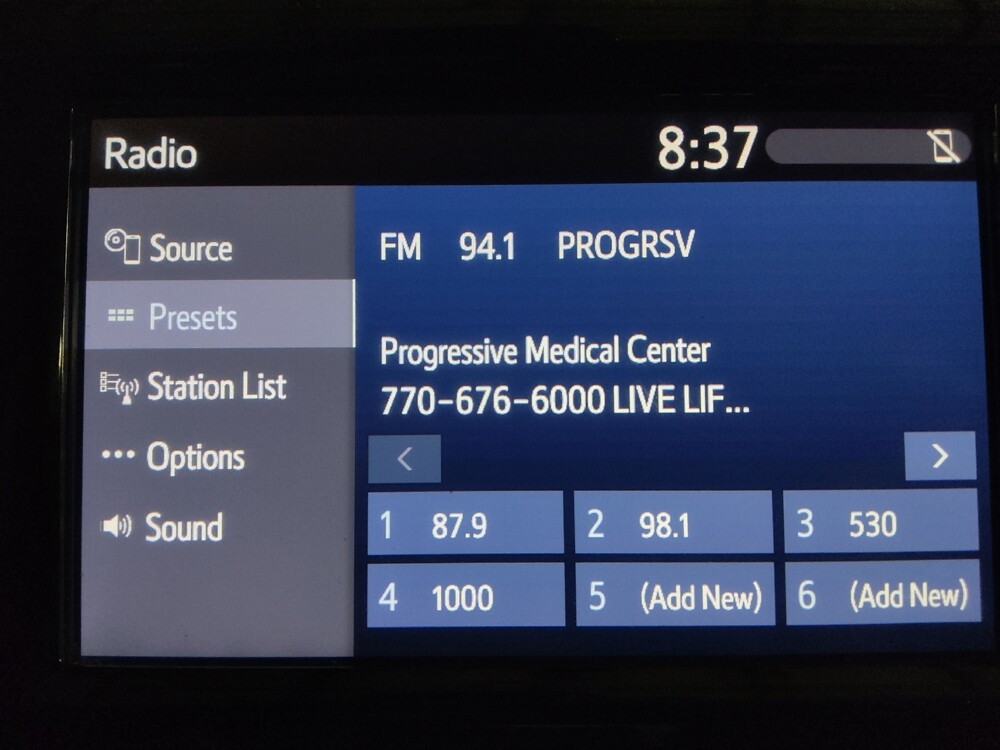 Radio
8:37
Source
Presets
Station List
Options
Sound
FM 94.1 PROGRSV
Progressive Medical Center
770-676-6000 LIVE LIF...
1 87.9
2 98.1
3 530
4 1000
5 (Add New)
6 (Add New)